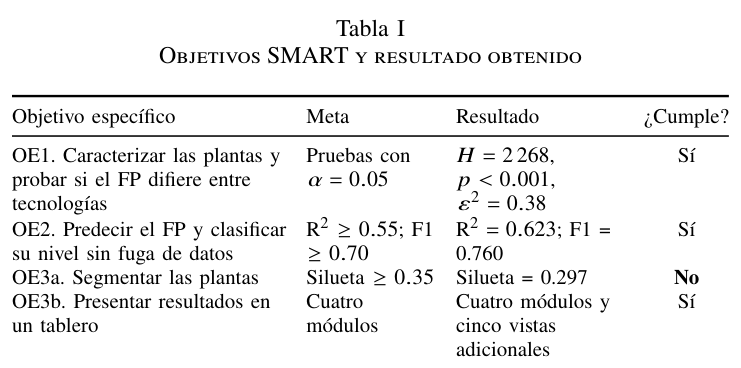 Tabla I
Objetivos SMART y resultado obtenido
Objetivo específico Meta Resultado ¿Cumple?
OE1. Caracterizar las plantas y Pruebas con H = 2 268, Sí
probar si el FP difiere entre α = 0.05 p < 0.001,
tecnologías ε² = 0.38
OE2. Predecir el FP y clasificar R² ≥ 0.55; F1 R² = 0.623; F1 = Sí
su nivel sin fuga de datos ≥ 0.70 0.760
OE3a. Segmentar las plantas Silueta ≥ 0.35 Silueta = 0.297 No
OE3b. Presentar resultados en Cuatro Cuatro módulos y Sí
un tablero módulos cinco vistas
adicionales